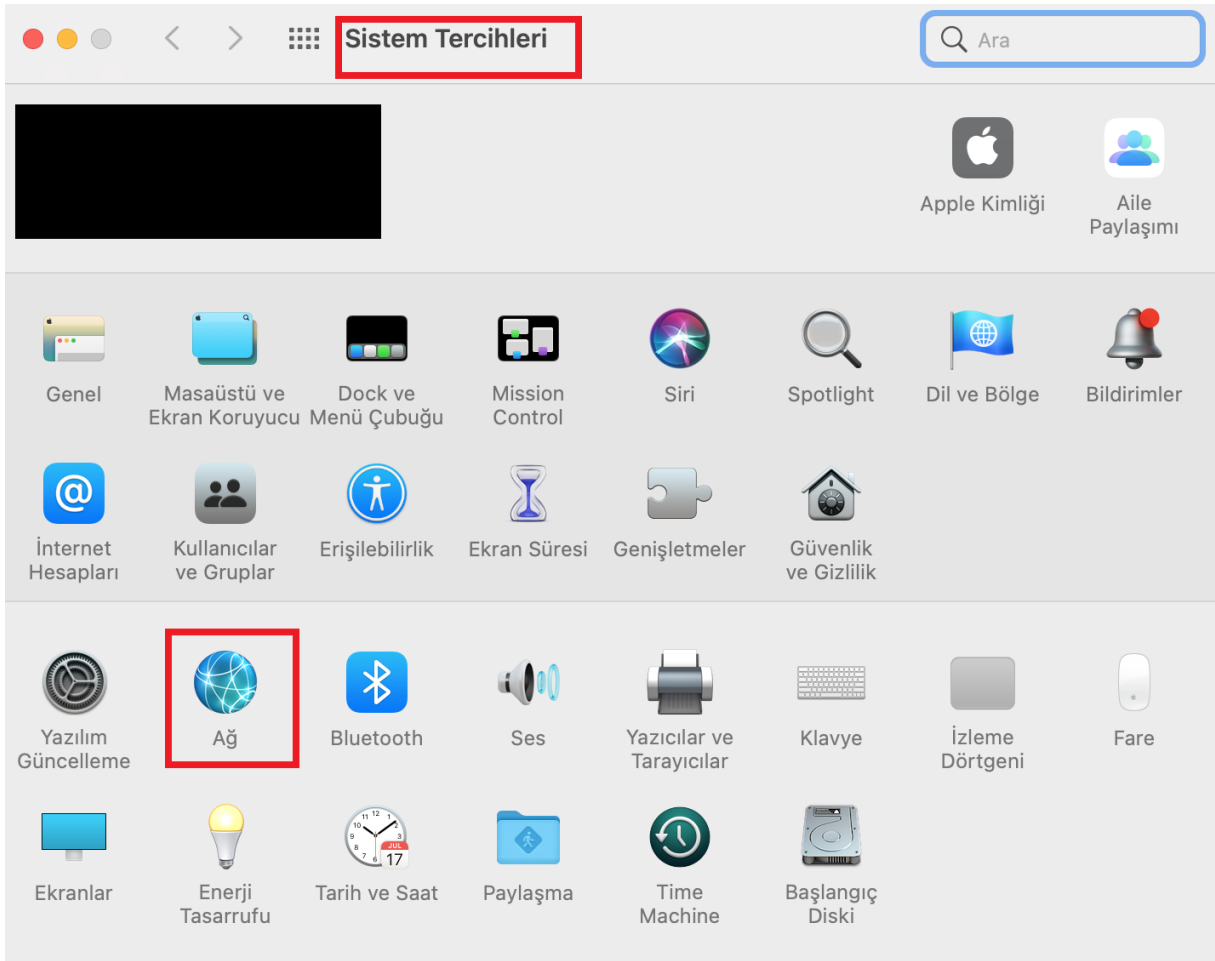 Sistem Tercihleri
Ara
Apple Kimliği
Aile
Paylaşımı
Genel
Masaüstü ve
Ekran Koruyucu
Dock ve
Menü Çubuğu
Mission
Control
Siri
Spotlight
Dil ve Bölge
Bildirimler
İnternet
Hesapları
Kullanıcılar
ve Gruplar
Erişilebilirlik
Ekran Süresi
Genişletmeler
Güvenlik
ve Gizlilik
Yazılım
Güncelleme
Ağ
Bluetooth
Ses
Yazıcılar ve
Tarayıcılar
Klavye
İzleme
Dörtgeni
Fare
Ekranlar
Enerji
Tasarrufu
JUL
17
Tarih ve Saat
Paylaşma
Time
Machine
Başlangıç
Diski